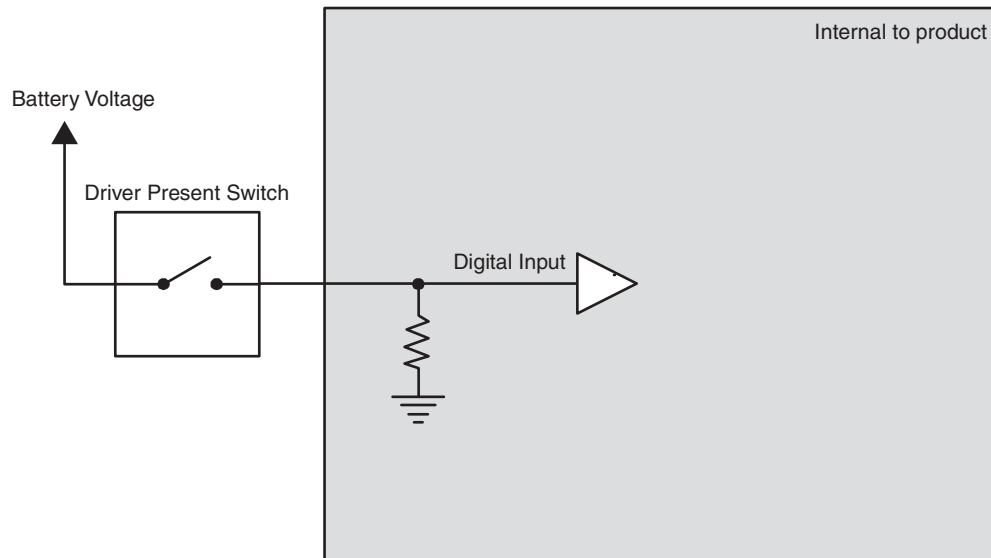 Internal to product
Battery Voltage
Driver Present Switch
Digital Input